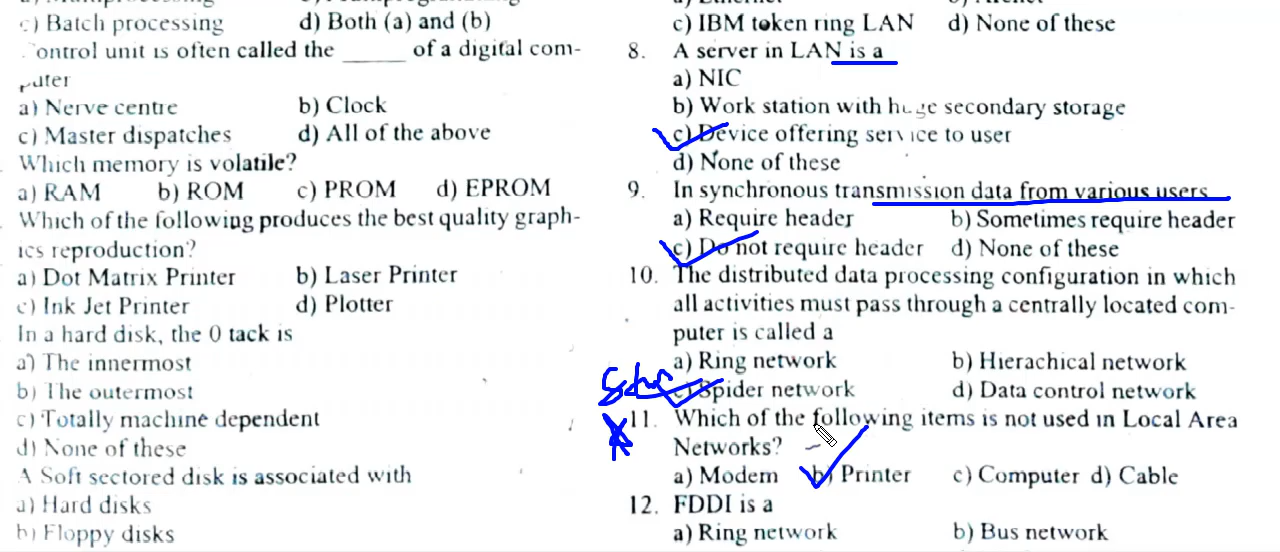 c) Batch processing d) Both (a) and (b)
Control unit is often called the ______ of a digital com-
puter
a) Nerve centre b) Clock
c) Master dispatches d) All of the above
Which memory is volatile?
a) RAM b) ROM c) PROM d) EPROM
Which of the following produces the best quality graph-
ics reproduction?
a) Dot Matrix Printer b) Laser Printer
c) Ink Jet Printer d) Plotter
In a hard disk, the 0 tack is
a) The innermost
b) The outermost
c) Totally machine dependent
d) None of these
A Soft sectored disk is associated with
a) Hard disks
b) Floppy disks
c) IBM token ring LAN d) None of these
8. A server in LAN is a
a) NIC
b) Work station with huge secondary storage
c) Device offering service to user
d) None of these
9. In synchronous transmission data from various users
a) Require header b) Sometimes require header
c) Do not require header d) None of these
10. The distributed data processing configuration in which
all activities must pass through a centrally located com-
puter is called a
a) Ring network b) Hierachical network
c) Spider network d) Data control network
11. Which of the following items is not used in Local Area
Networks?
a) Modem b) Printer c) Computer d) Cable
12. FDDI is a
a) Ring network b) Bus network